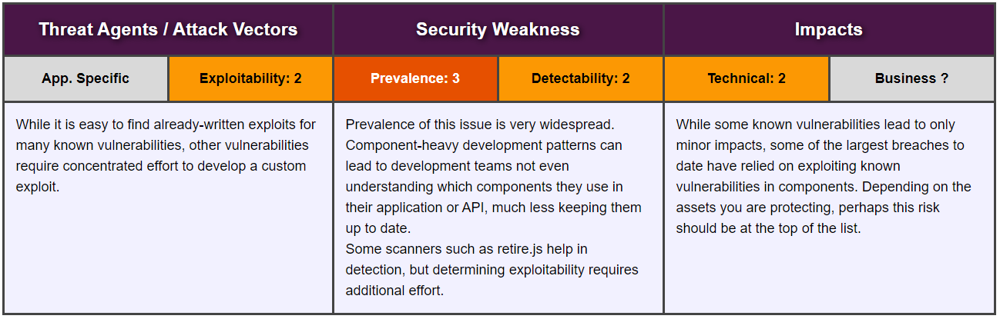 Threat Agents / Attack Vectors
Security Weakness
Impacts
App. Specific
Exploitability: 2
Prevalence: 3
Detectability: 2
Technical: 2
Business ?
While it is easy to find already-written exploits for
many known vulnerabilities, other vulnerabilities
require concentrated effort to develop a custom
exploit.
Prevalence of this issue is very widespread.
Component-heavy development patterns can
lead to development teams not even
understanding which components they use in
their application or API, much less keeping them
up to date.
Some scanners such as retire.js help in
detection, but determining exploitability requires
additional effort.
While some known vulnerabilities lead to only
minor impacts, some of the largest breaches to
date have relied on exploiting known
vulnerabilities in components. Depending on the
assets you are protecting, perhaps this risk
should be at the top of the list.